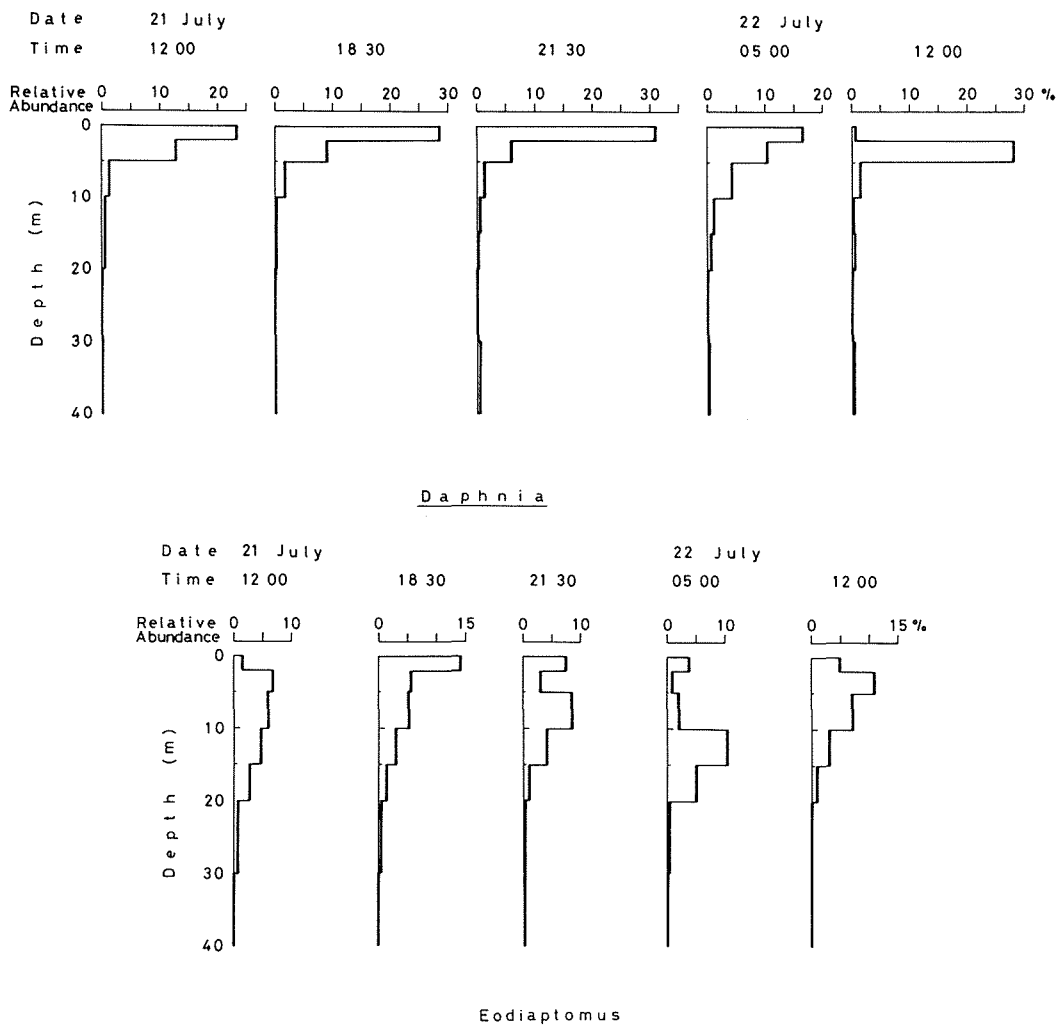 Date 21 July 22 July
Time 12 00 18 30 21 30 05 00 12 00
Relative Abundance 0 10 20 0 10 20 30 0 10 20 30 0 10 20 0 10 20 30 %
0
10
20
30
40
Depth (m)
Daphnia
Date 21 July 22 July
Time 12 00 18 30 21 30 05 00 12 00
Relative Abundance 0 10 0 15 0 10 0 10 0 15 %
0
10
20
30
40
Depth (m)
Eodiaptomus